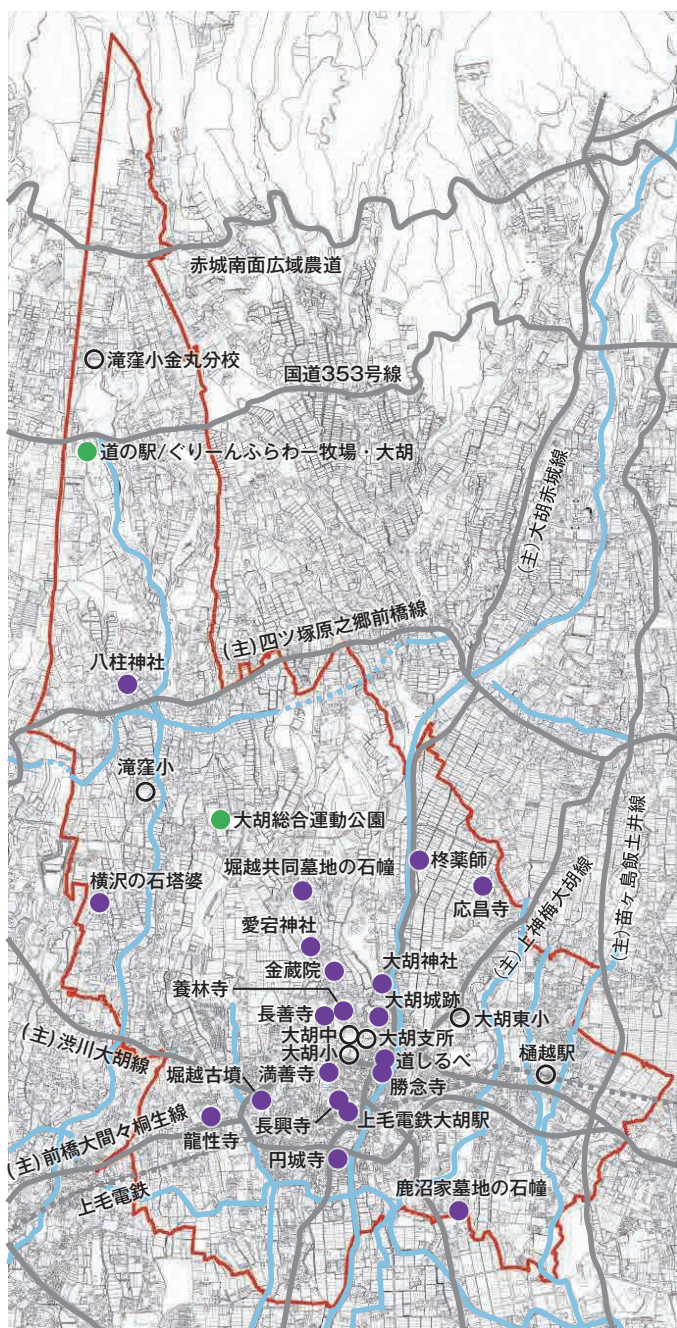 赤城南面広域農道
滝窪小金丸分校
国道353号線
道の駅/ぐりーんふらわー牧場・大胡
(主)大胡赤城線
(主)四ツ塚原之郷前橋線
八柱神社
滝窪小
大胡総合運動公園
(主)苗ヶ島飯土井線
柊薬師
堀越共同墓地の石幢
横沢の石塔婆
応昌寺
(主)上神梅大胡線
愛宕神社
金蔵院
大胡神社
養林寺
大胡城跡
長善寺
大胡中
大胡支所
大胡東小
(主)渋川大胡線
大胡小
道しるべ
樋越駅
堀越古墳
満善寺
勝念寺
長興寺
上毛電鉄大胡駅
(主)前橋大間々桐生線
龍性寺
円城寺
上毛電鉄
鹿沼家墓地の石幢